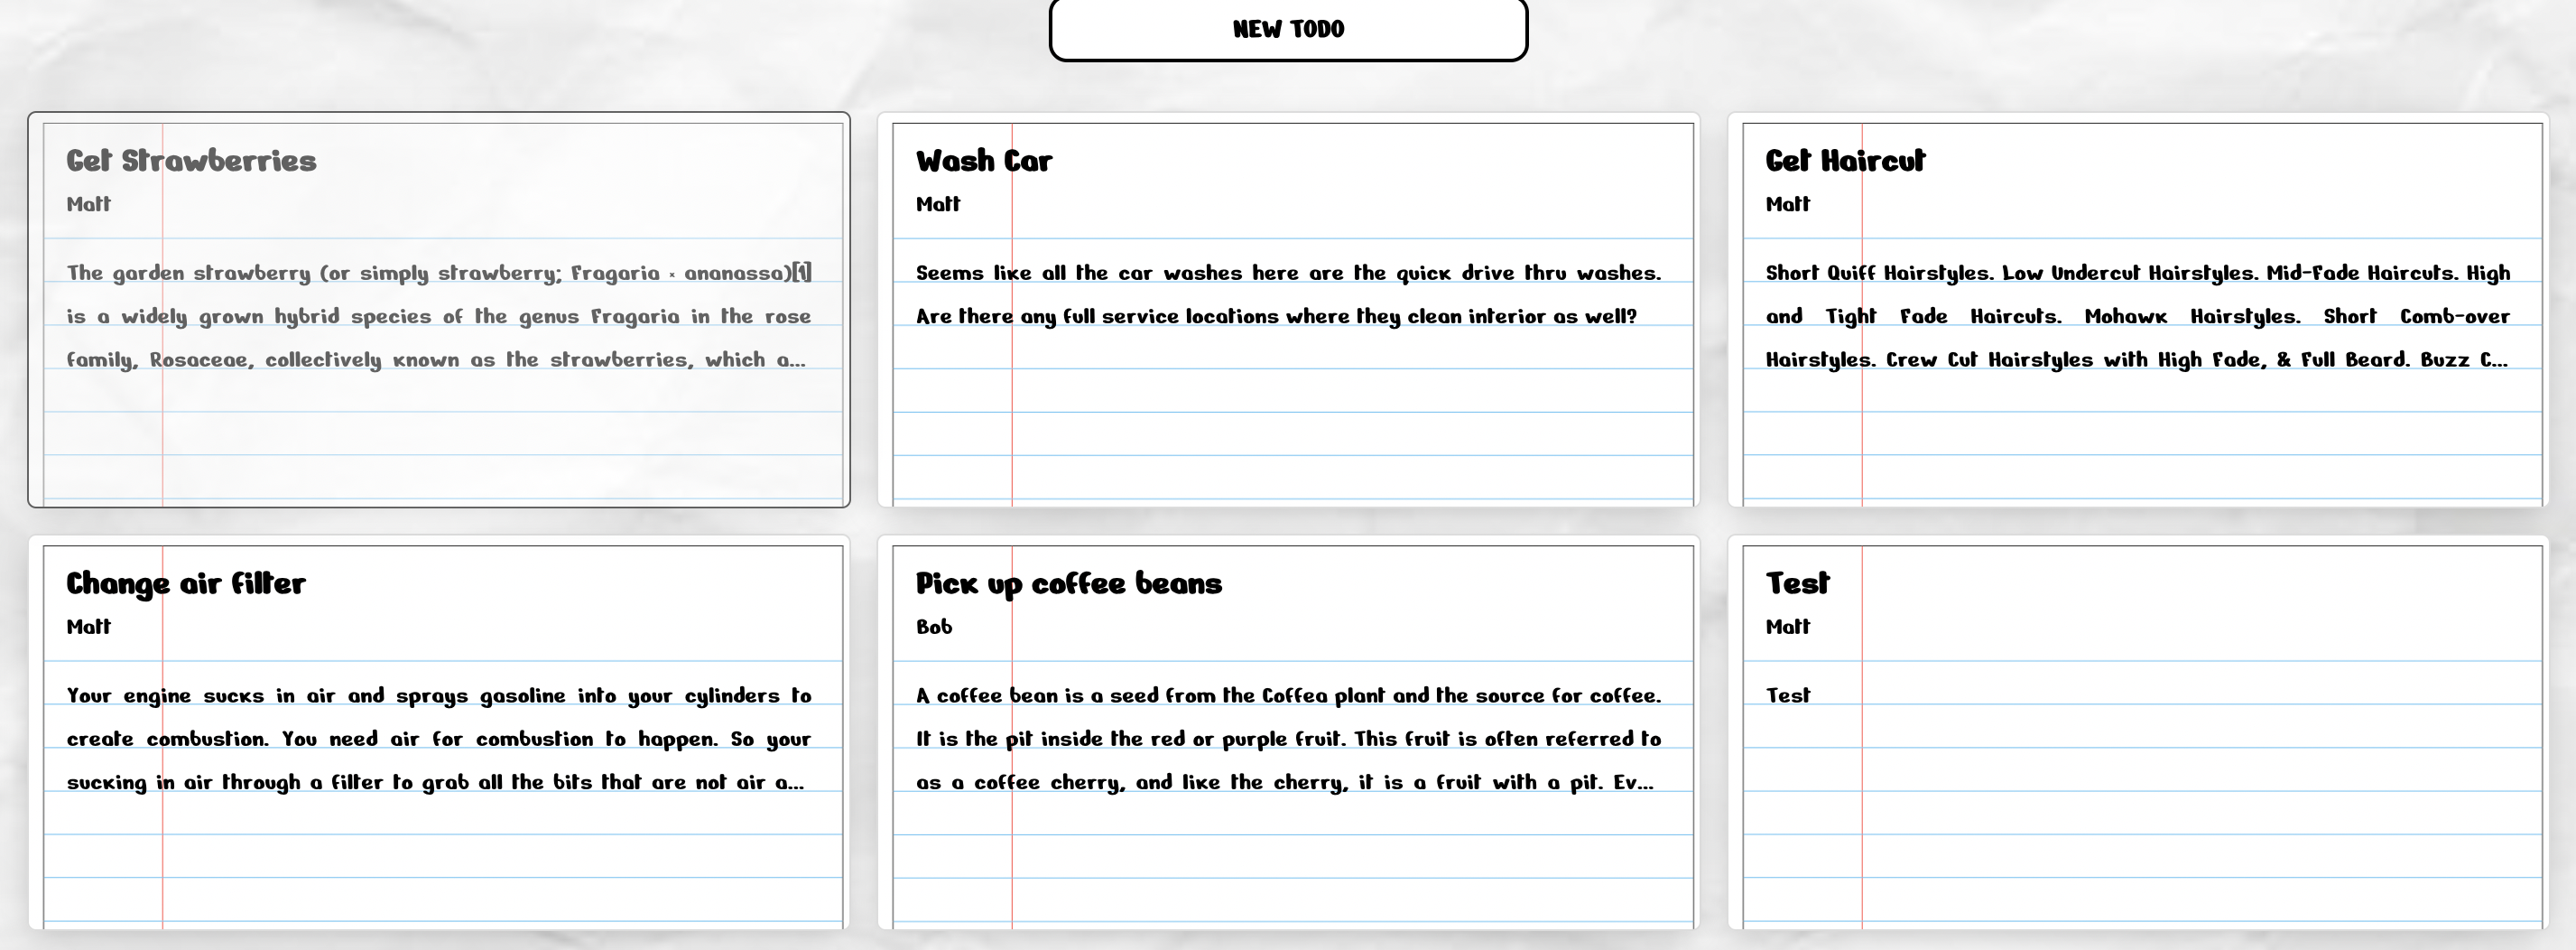 NEW TODO
Get Strawberries
Matt
The garden strawberry (or simply strawberry; Fragaria × ananassa)[1]
is a widely grown hybrid species of the genus Fragaria in the rose
family, Rosaceae, collectively known as the strawberries, which a...
Wash Car
Matt
Seems like all the car washes here are the quick drive thru washes.
Are there any full service locations where they clean interior as well?
Get Haircut
Matt
Short Quiff Hairstyles. Low Undercut Hairstyles. Mid-Fade Haircuts. High
and Tight Fade Haircuts. Mohawk Hairstyles. Short Comb-over
Hairstyles. Crew Cut Hairstyles with High Fade, & Full Beard. Buzz C...
Change air filter
Matt
Your engine sucks in air and sprays gasoline into your cylinders to
create combustion. You need air for combustion to happen. So your
sucking in air through a filter to grab all the bits that are not air a...
Pick up coffee beans
Bob
A coffee bean is a seed from the Coffea plant and the source for coffee.
It is the pit inside the red or purple fruit. This fruit is often referred to
as a coffee cherry, and like the cherry, it is a fruit with a pit. Ev...
Test
Matt
Test